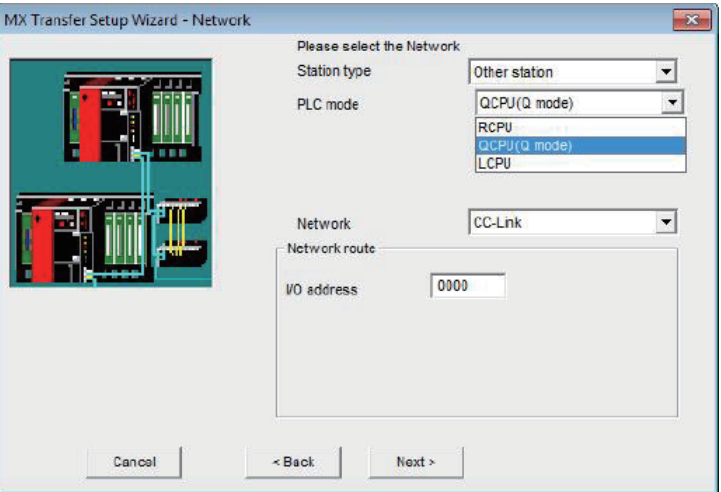 MX Transfer Setup Wizard - Network
Please select the Network
Station type Other station
PLC mode QCPU(Q mode)
RCPU
QCPU(Q mode)
LCPU
Network CC-Link
Network route
I/O address 0000
Cancel < Back Next >